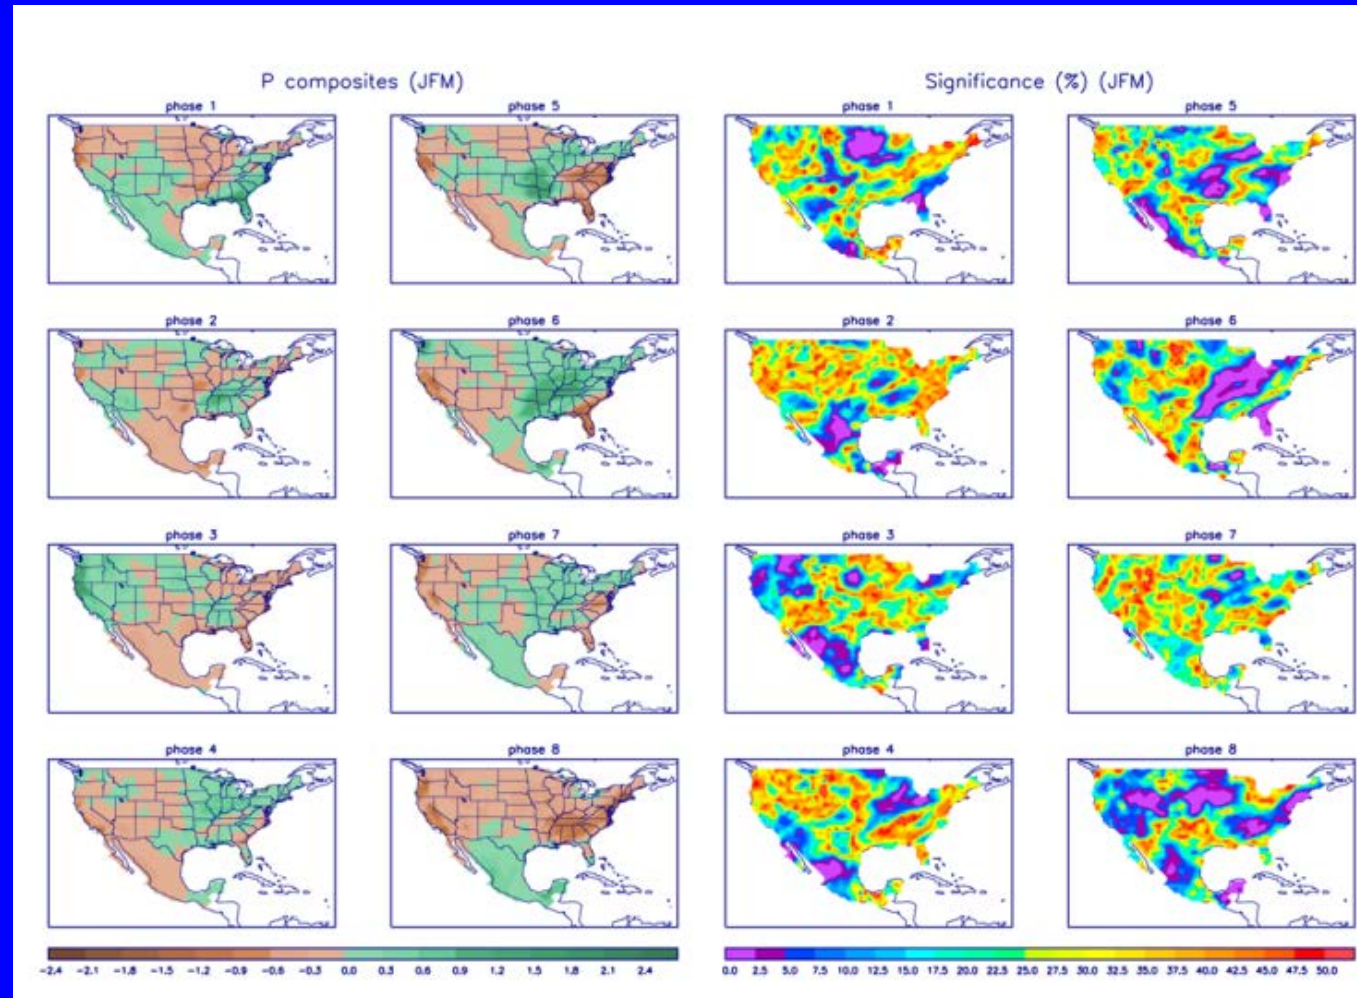 P composites (JFM)
Significance (%) (JFM)
phase 1
phase 5
phase 1
phase 5
phase 2
phase 6
phase 2
phase 6
phase 3
phase 7
phase 3
phase 7
phase 4
phase 8
phase 4
phase 8
-2.4 -2.1 -1.8 -1.5 -1.2 -0.9 -0.6 -0.3 0.0 0.3 0.6 0.9 1.2 1.5 1.8 2.1 2.4
0.0 2.5 5.0 7.5 10.0 12.5 15.0 17.5 20.0 22.5 25.0 27.5 30.0 32.5 35.0 37.5 40.0 42.5 45.0 47.5 50.0